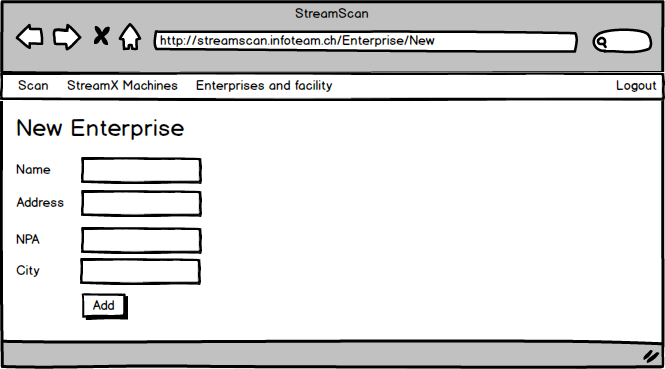 StreamScan
http://streamscan.infoteam.ch/Enterprise/New
Scan StreamX Machines Enterprises and facility Logout
New Enterprise
Name
Address
NPA
City
Add